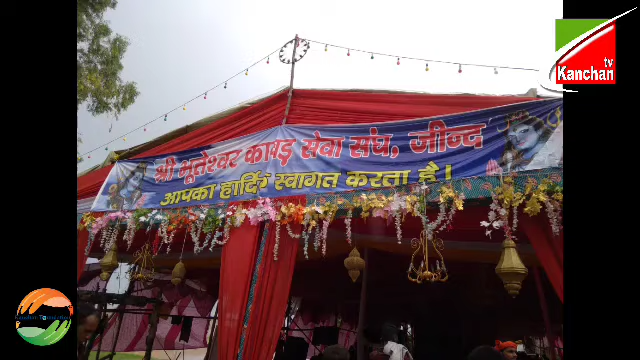 Kanchan tv
श्री भूतेश्वर कावड़ सेवा संघ, जीन्द
आपका हार्दिक स्वागत करता है !